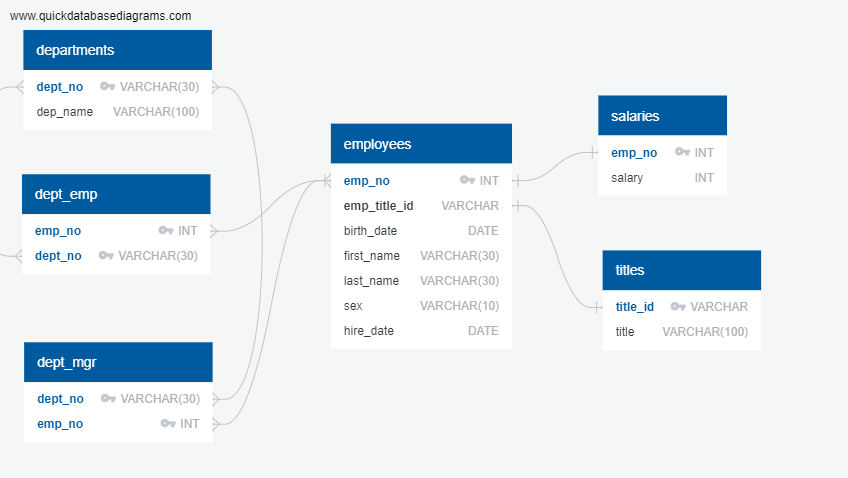 www.quickdatabasediagrams.com
departments
dept_no VARCHAR(30)
dep_name VARCHAR(100)
dept_emp
emp_no INT
dept_no VARCHAR(30)
dept_mgr
dept_no VARCHAR(30)
emp_no INT
employees
emp_no INT
emp_title_id VARCHAR
birth_date DATE
first_name VARCHAR(30)
last_name VARCHAR(30)
sex VARCHAR(10)
hire_date DATE
salaries
emp_no INT
salary INT
titles
title_id VARCHAR
title VARCHAR(100)